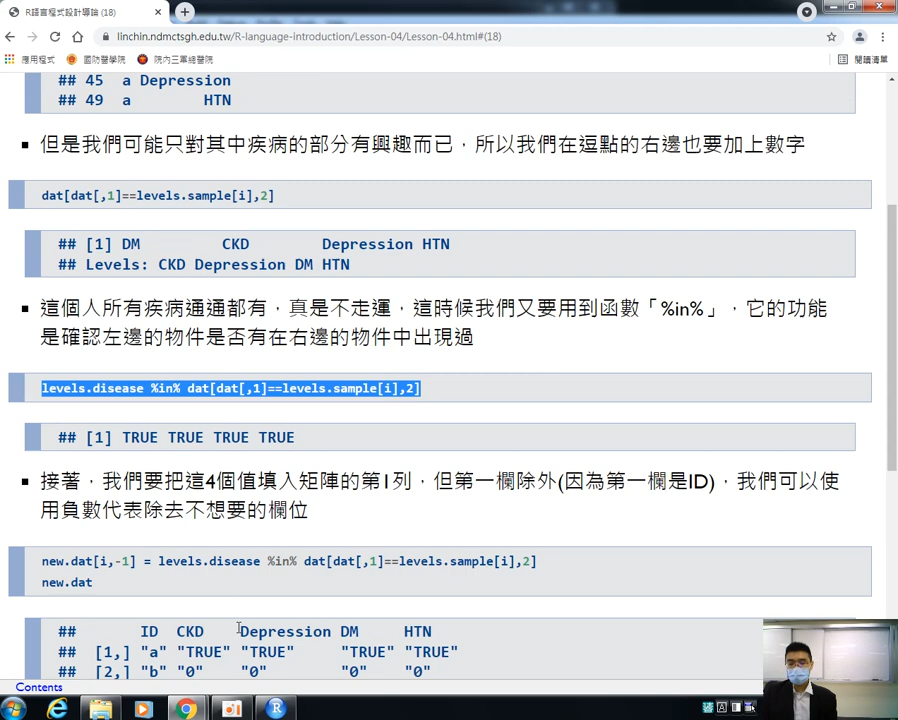 R語言程式設計導論 (18)
linchin.ndmctsgh.edu.tw/R-language-introduction/Lesson-04/Lesson-04.html#(18)
應用程式 國防醫學院 院內三軍總醫院 閱讀清單
## 45 a Depression
## 49 a HTN
但是我們可能只對其中疾病的部分有興趣而已，所以我們在逗點的右邊也要加上數字
dat[dat[,1]==levels.sample[i],2]
## [1] DM CKD Depression HTN
## Levels: CKD Depression DM HTN
這個人所有疾病通通都有，真是不走運，這時候我們又要用到函數「%in%」，它的功能
是確認左邊的物件是否有在右邊的物件中出現過
levels.disease %in% dat[dat[,1]==levels.sample[i],2]
## [1] TRUE TRUE TRUE TRUE
接著，我們要把這4個值填入矩陣的第1列，但第一欄除外(因為第一欄是ID)，我們可以使
用負數代表除去不想要的欄位
new.dat[i,-1] = levels.disease %in% dat[dat[,1]==levels.sample[i],2]
new.dat
## ID CKD Depression DM HTN
## [1,] "a" "TRUE" "TRUE" "TRUE" "TRUE"
## [2,] "b" "0" "0" "0" "0"
Contents